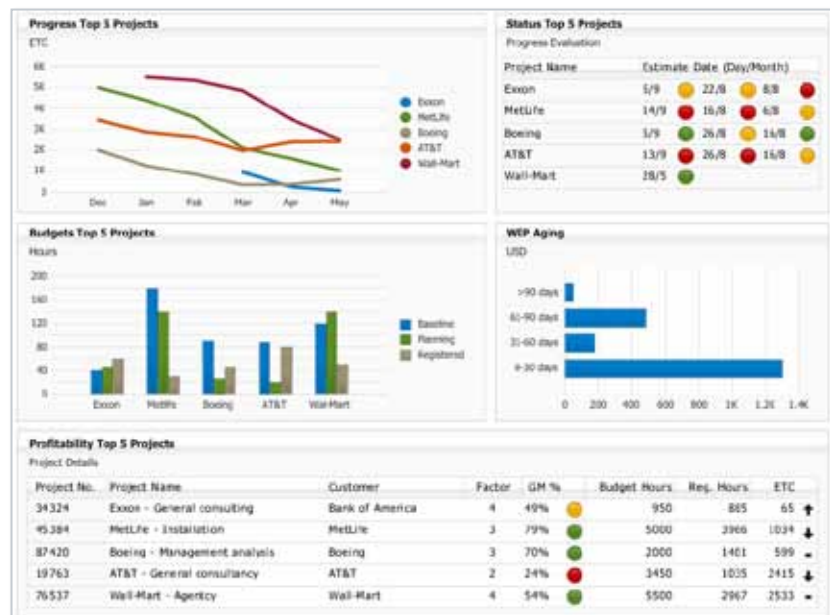 Progress Top 5 Projects
ETC
6K
5K
4K
3K
2K
1K
0
Dec Jan Feb Mar Apr May
Exxon
MetLife
Boeing
AT&T
Wall-Mart
Status Top 5 Projects
Progress Evaluation
Project Name Estimate Date (Day/Month)
Exxon 5/9 22/8 8/8
MetLife 14/9 16/8 6/8
Boeing 5/9 26/8 16/8
AT&T 13/9 26/8 16/8
Wall-Mart 28/5
Budgets Top 5 Projects
Hours
200
160
120
80
40
0
Exxon MetLife Boeing AT&T Wal-Mart
Baseline
Planning
Registered
WIP Aging
USD
>90 days
61-90 days
31-60 days
0-30 days
0 200 400 600 800 1K 1.2K 1.4K
Profitability Top 5 Projects
Project Details
Project No. Project Name Customer Factor GM % Budget Hours Reg. Hours ETC
34324 Exxon - General consulting Bank of America 4 49% 950 885 65
45384 MetLife - Installation MetLife 3 79% 5000 3966 1034
87420 Boeing - Management analysis Boeing 3 70% 2000 1401 599
19763 AT&T - General consultancy AT&T 2 24% 3450 1035 2415
76537 Wall-Mart - Agency Wall-Mart 4 54% 5500 2967 2533